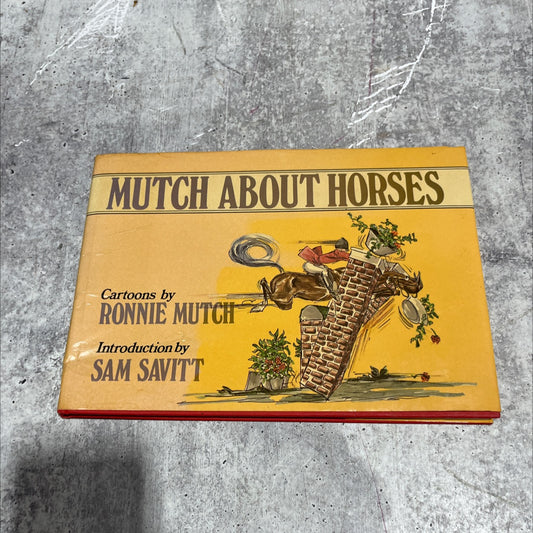 MUTCH ABOUT HORSES
Cartoons by
RONNIE MUTCH
Introduction by
SAM SAVITT